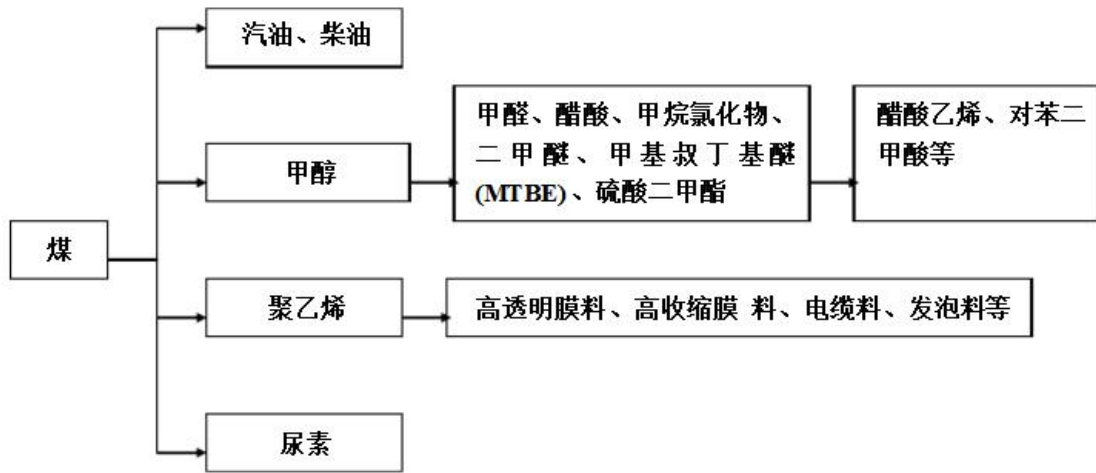 汽油、柴油
甲醛、醋酸、甲烷氯化物、
二甲醚、甲基叔丁基醚
(MTBE)、硫酸二甲酯
醋酸乙烯、对苯二
甲酸等
甲醇
煤
聚乙烯
高透明膜料、高收缩膜 料、电缆料、发泡料等
尿素